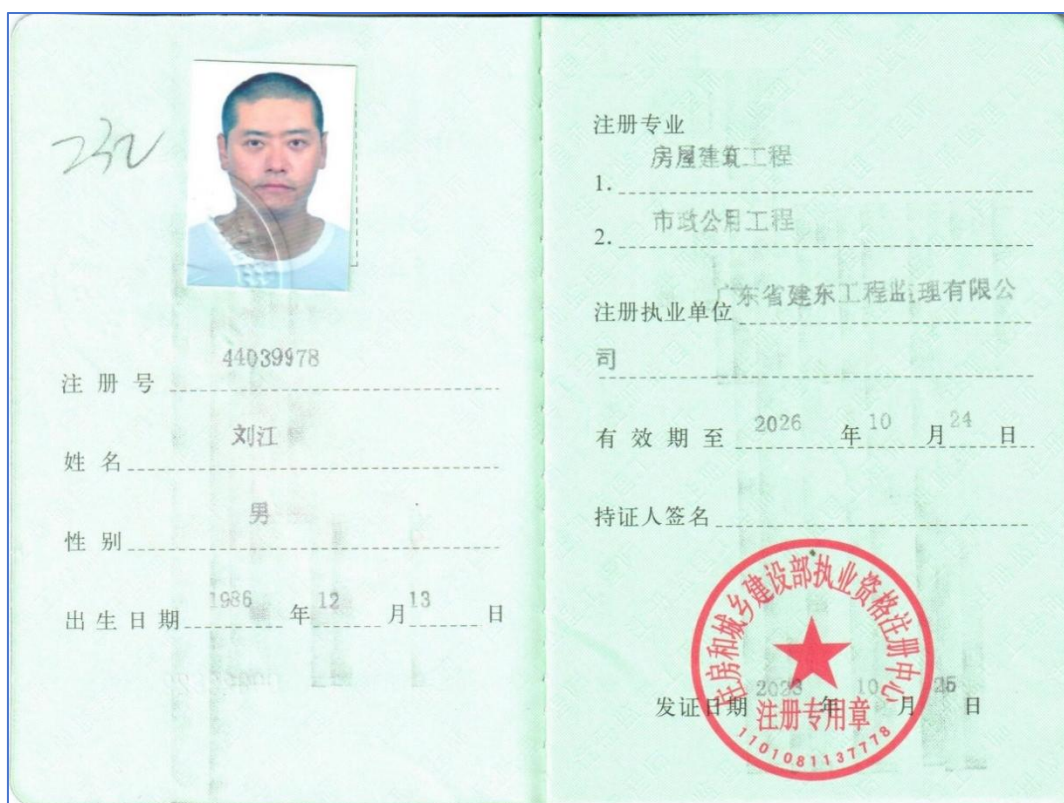 232
注册号 44039978
姓名 刘江
性别 男
出生日期 1986 年 12 月 13 日
注册专业
1. 房屋建筑工程
2. 市政公用工程
注册执业单位 广东省建东工程监理有限公
司
有效期至 2026 年 10 月 24 日
持证人签名
住房和城乡建设部执业资格注册中心
发证日期 2023 年 10 月 25 日
注册专用章
1101081137778